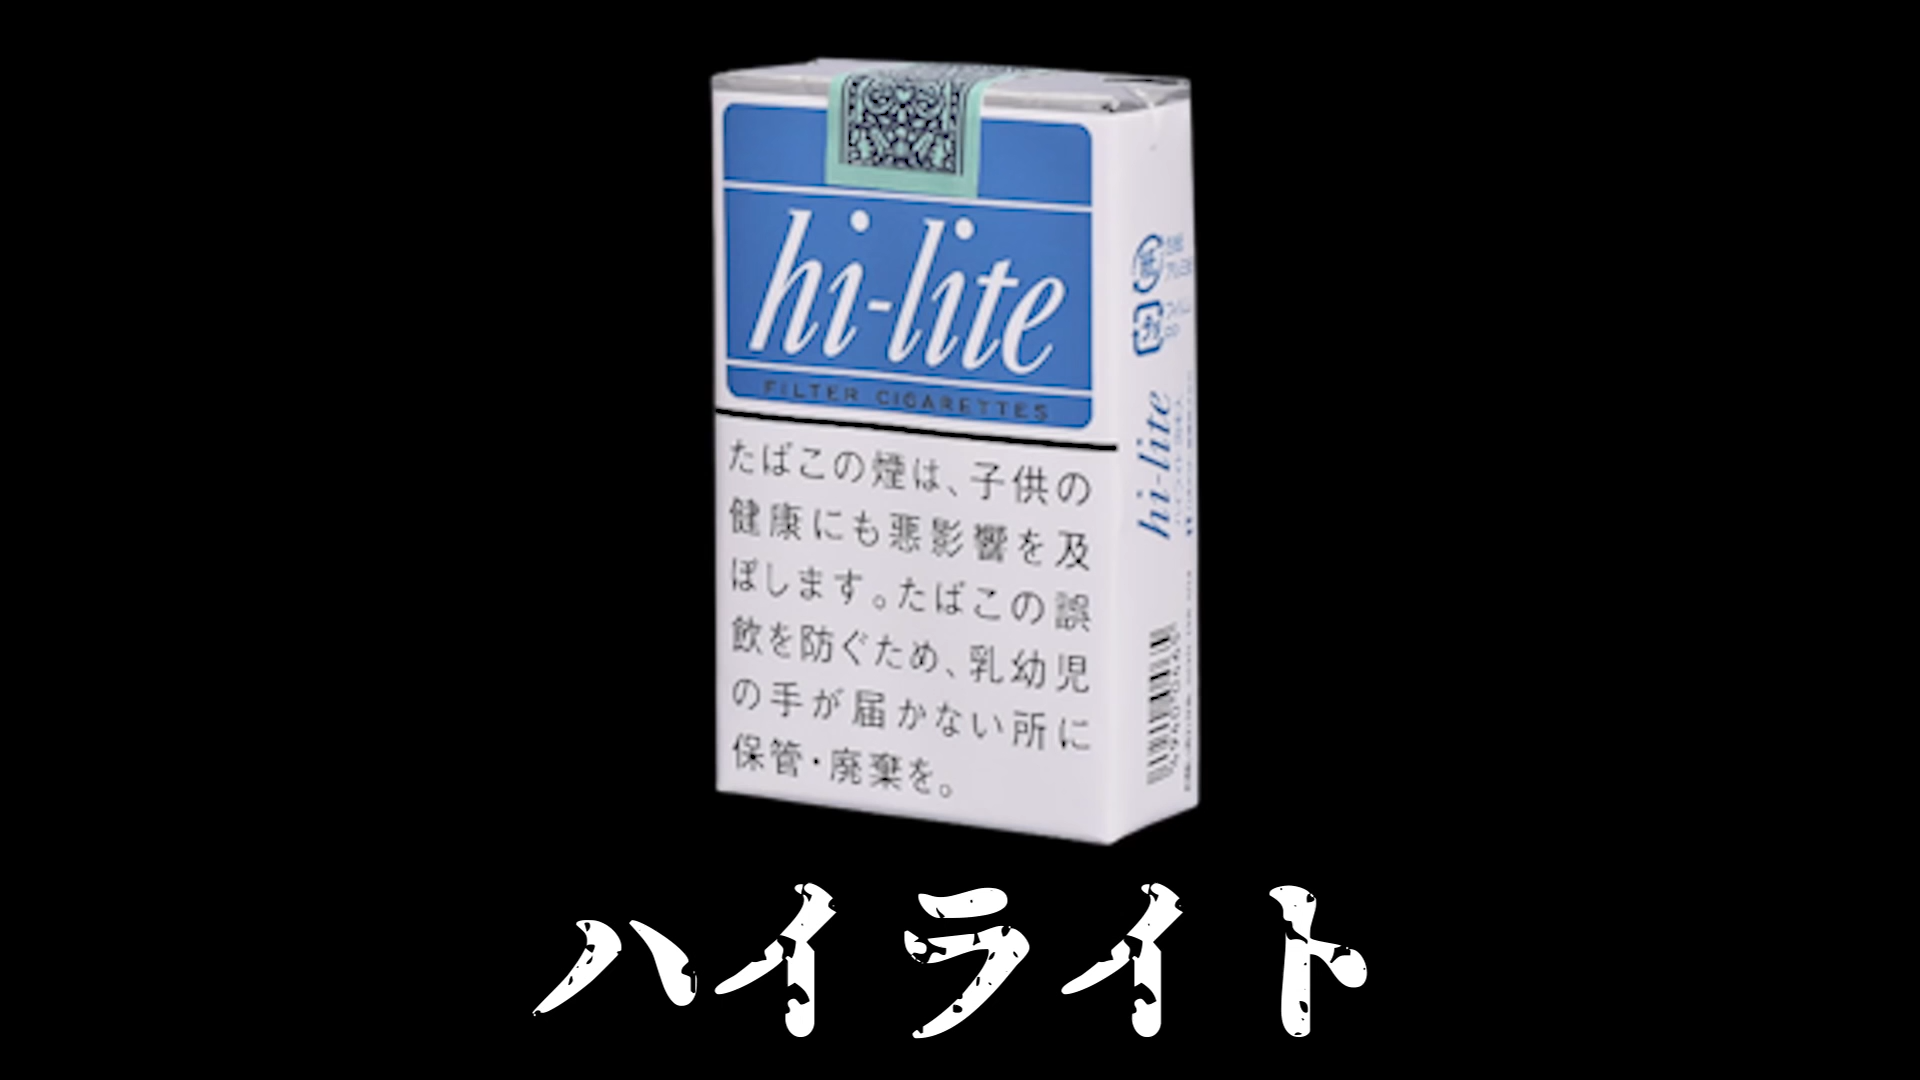 hi-lite
FILTER CIGARETTES
たばこの煙は、子供の
健康にも悪影響を及
ぼします。たばこの誤
飲を防ぐため、乳幼児
の手が届かない所に
保管・廃棄を。
hi-lite
ハイライト